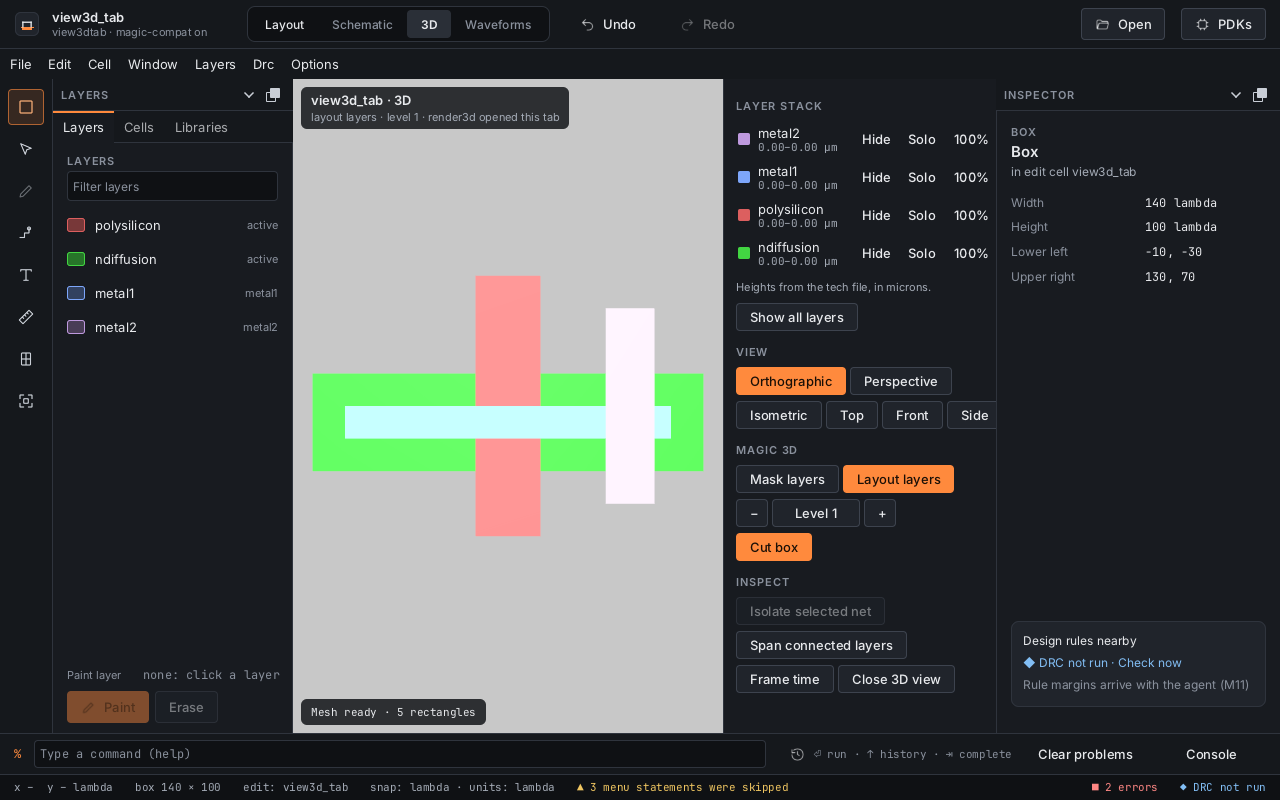 view3d_tab
view3dtab · magic-compat on
Layout Schematic 3D Waveforms
Undo Redo
Open PDKs
File Edit Cell Window Layers Drc Options
LAYERS
Layers Cells Libraries
LAYERS
Filter layers
polysilicon active
ndiffusion active
metal1 metal1
metal2 metal2
Paint layer none: click a layer
Paint Erase
view3d_tab · 3D
layout layers · level 1 · render3d opened this tab
Mesh ready · 5 rectangles
LAYER STACK
metal2 Hide Solo 100%
0.00–0.00 µm
metal1 Hide Solo 100%
0.00–0.00 µm
polysilicon Hide Solo 100%
0.00–0.00 µm
ndiffusion Hide Solo 100%
0.00–0.00 µm
Heights from the tech file, in microns.
Show all layers
VIEW
Orthographic Perspective
Isometric Top Front Side
MAGIC 3D
Mask layers Layout layers
− Level 1 +
Cut box
INSPECT
Isolate selected net
Span connected layers
Frame time Close 3D view
INSPECTOR
BOX
Box
in edit cell view3d_tab
Width 140 lambda
Height 100 lambda
Lower left -10, -30
Upper right 130, 70
Design rules nearby
◆ DRC not run · Check now
Rule margins arrive with the agent (M11)
% Type a command (help)
⏎ run · ↑ history · ⇥ complete
Clear problems Console
x – y – lambda box 140 × 100 edit: view3d_tab snap: lambda · units: lambda ▲ 3 menu statements were skipped ■ 2 errors ◆ DRC not run